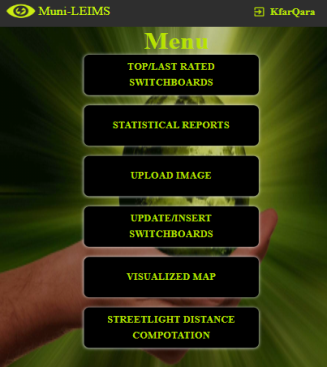 Muni-LEIMS
KfarQara
Menu
TOP/LAST RATED
SWITCHBOARDS
STATISTICAL REPORTS
UPLOAD IMAGE
UPDATE/INSERT
SWITCHBOARDS
VISUALIZED MAP
STREETLIGHT DISTANCE
COMPOTATION